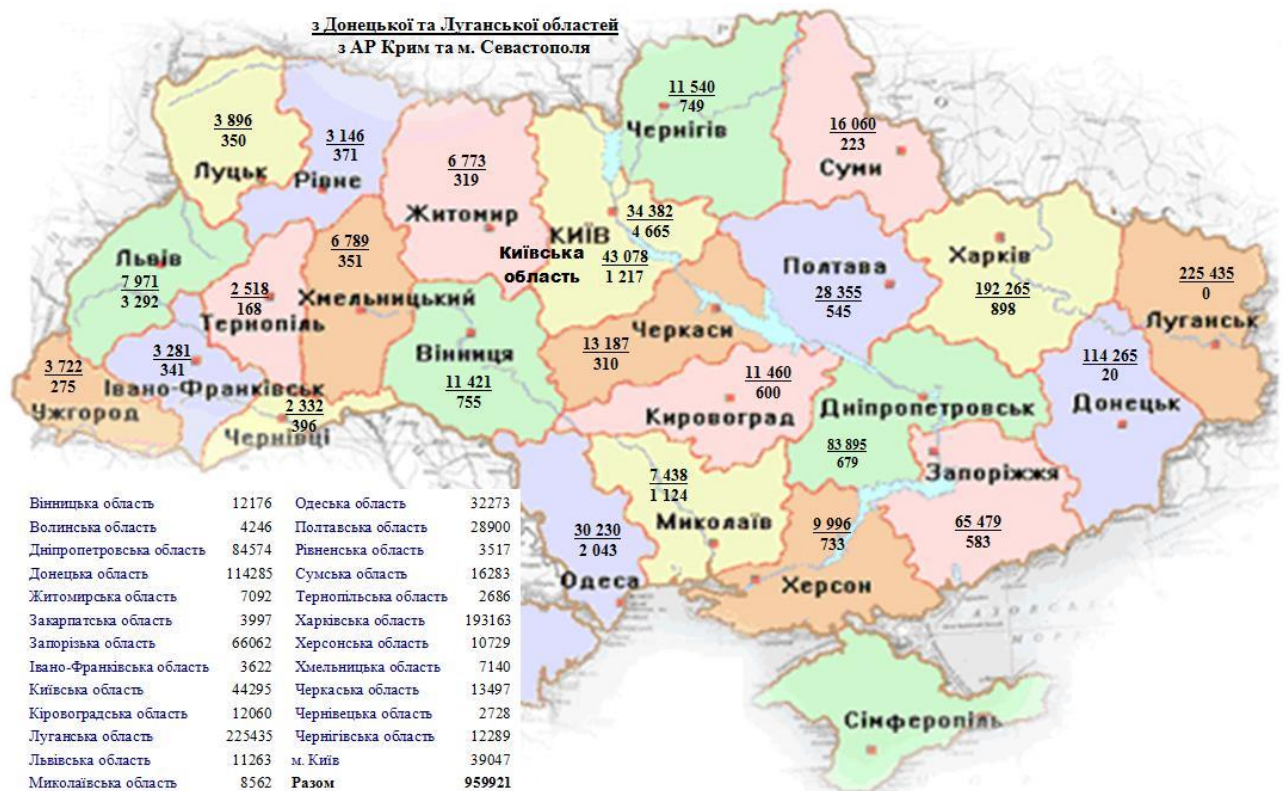 з Донецької та Луганської областей
з АР Крим та м. Севастополя
11 540
749
Чернігів
16 060
223
Суми
3 896
350
Луцьк
3 146
371
Рівне
6 773
319
Житомир
34 382
4 665
КИЇВ
Київська
область
43 078
1 217
Харків
192 265
898
225 435
0
Луганськ
Львів
7 971
3 292
2 518
168
Тернопіль
6 789
351
Хмельницький
Полтава
28 355
545
Черкаси
13 187
310
Вінниця
11 421
755
3 722
275
Ужгород
3 281
341
Івано-Франківськ
2 332
396
Чернівці
11 460
600
Кировоград
Дніпропетровськ
83 895
679
114 265
20
Донецьк
Запоріжжя
65 479
583
7 438
1 124
Миколаїв
30 230
2 043
Одеса
9 996
733
Херсон
Сімферопіль
Вінницька область 12176 Одеська область 32273
Волинська область 4246 Полтавська область 28900
Дніпропетровська область 84574 Рівненська область 3517
Донецька область 114285 Сумська область 16283
Житомирська область 7092 Тернопільська область 2686
Закарпатська область 3997 Харківська область 193163
Запорізька область 66062 Херсонська область 10729
Івано-Франківська область 3622 Хмельницька область 7140
Київська область 44295 Черкаська область 13497
Кіровоградська область 12060 Чернівецька область 2728
Луганська область 225435 Чернігівська область 12289
Львівська область 11263 м. Київ 39047
Миколаївська область 8562 Разом 959921